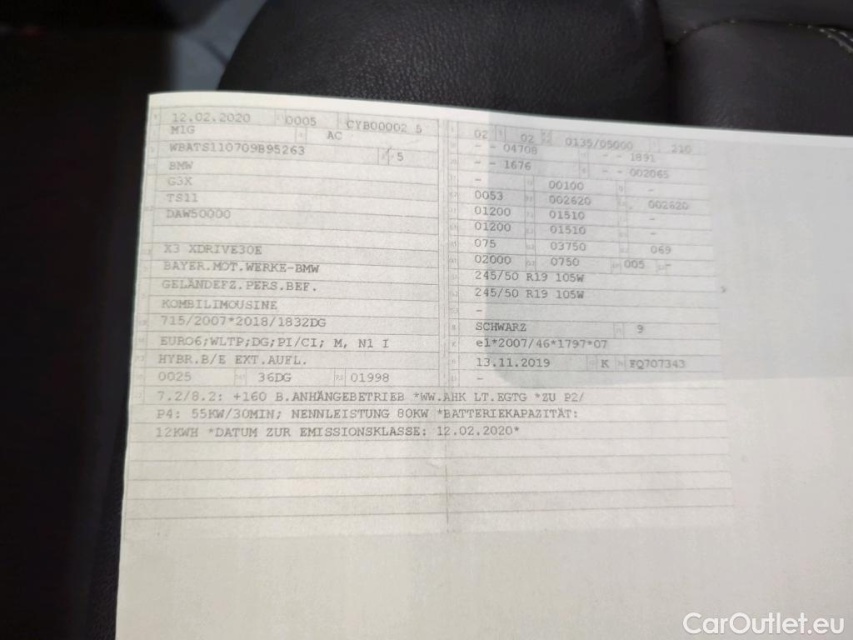 12.02.2020 0005 CYB00002 5
M1G AC
WBATS110709B95263 5
BMW
G3X
TS11
DAW50000
X3 XDRIVE30E
BAYER.MOT.WERKE-BMW
GELÄNDEFZ.PERS.BEF.
KOMBILIMOUSINE
715/2007*2018/1832DG
EURO6;WLTP;DG;PI/CI; M, N1 I
HYBR.B/E EXT.AUFL.
0025 36DG 01998
02 02 0135/05000 210
- - 04708 - - 1891
- - 1676 - - 002065
- 00100 -
0053 002620 002620
01200 01510 -
01200 01510 -
075 03750 069
02000 0750 005 -
245/50 R19 105W
245/50 R19 105W
-
SCHWARZ 9
e1*2007/46*1797*07
13.11.2019 K FQ707343
-
7.2/8.2: +160 B.ANHÄNGEBETRIEB *WW.AHK LT.EGTG *ZU P2/
P4: 55KW/30MIN; NENNLEISTUNG 80KW *BATTERIEKAPAZITÄT:
12KWH *DATUM ZUR EMISSIONSKLASSE: 12.02.2020*
CarOutlet.eu